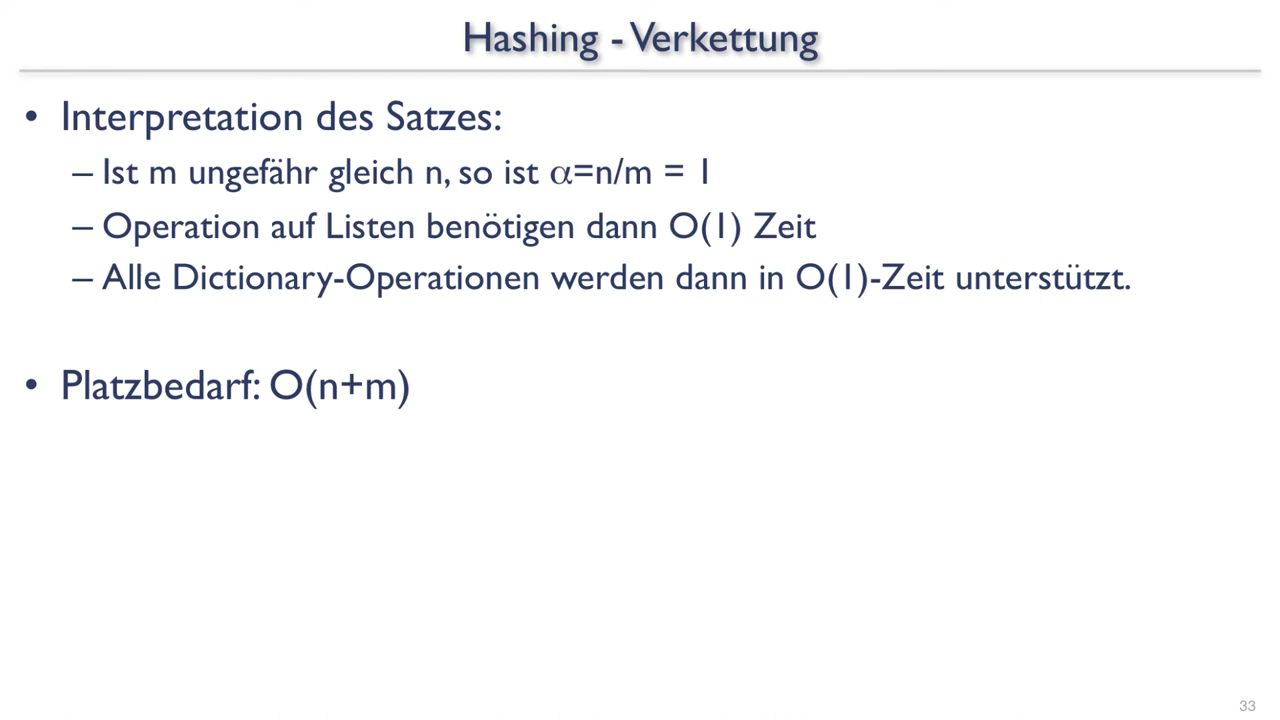 Hashing - Verkettung
• Interpretation des Satzes:
– Ist m ungefähr gleich n, so ist α=n/m = 1
– Operation auf Listen benötigen dann O(1) Zeit
– Alle Dictionary-Operationen werden dann in O(1)-Zeit unterstützt.
• Platzbedarf: O(n+m)
33